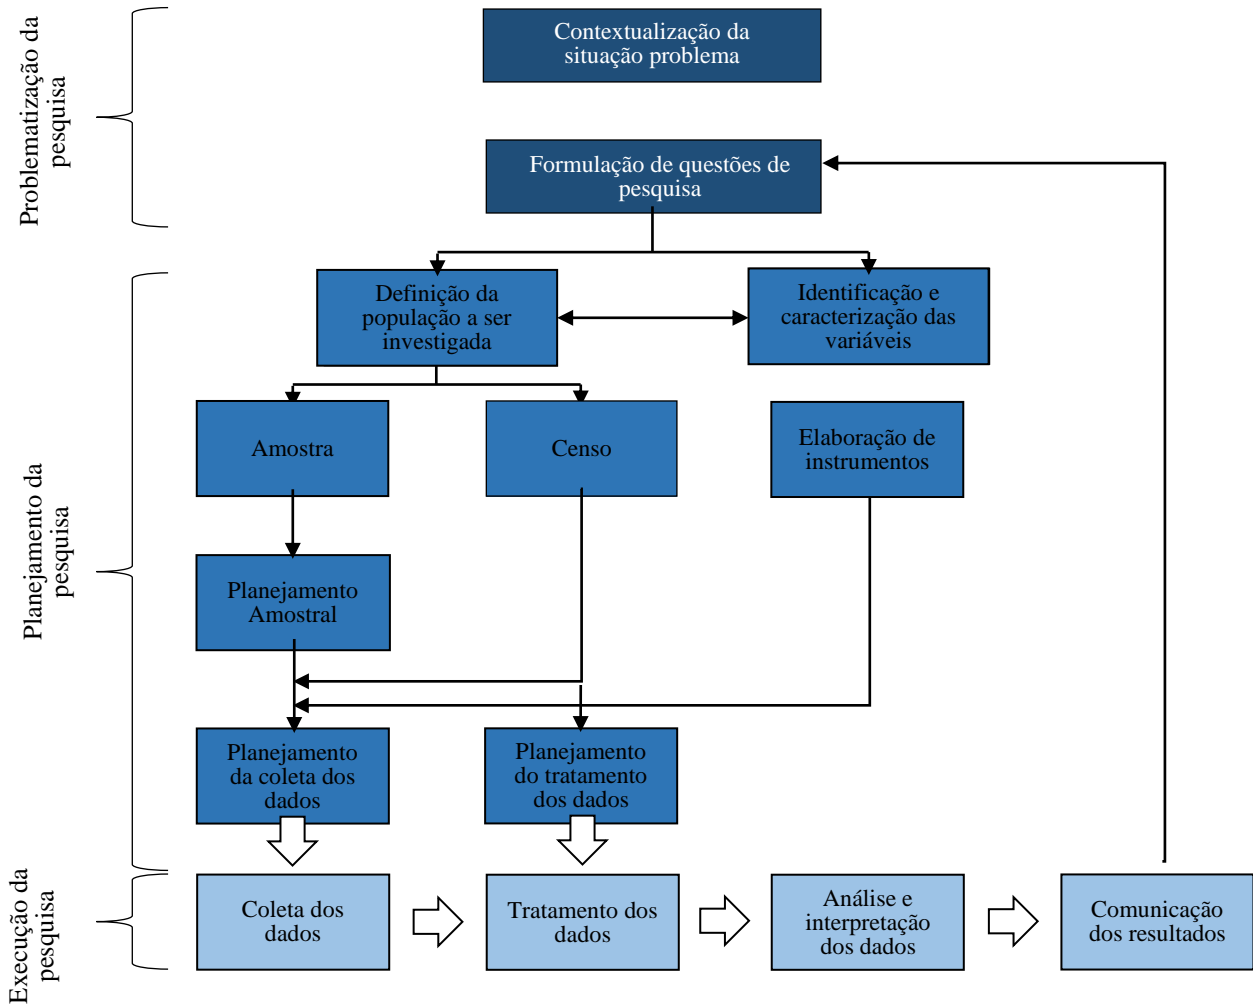 Problematização da
pesquisa
Contextualização da
situação problema
Formulação de questões de
pesquisa
Planejamento da
pesquisa
Definição da
população a ser
investigada
Identificação e
caracterização das
variáveis
Amostra
Censo
Elaboração de
instrumentos
Planejamento
Amostral
Planejamento
da coleta dos
dados
Planejamento
do tratamento
dos dados
Execução da
pesquisa
Coleta dos
dados
Tratamento dos
dados
Análise e
interpretação
dos dados
Comunicação
dos resultados